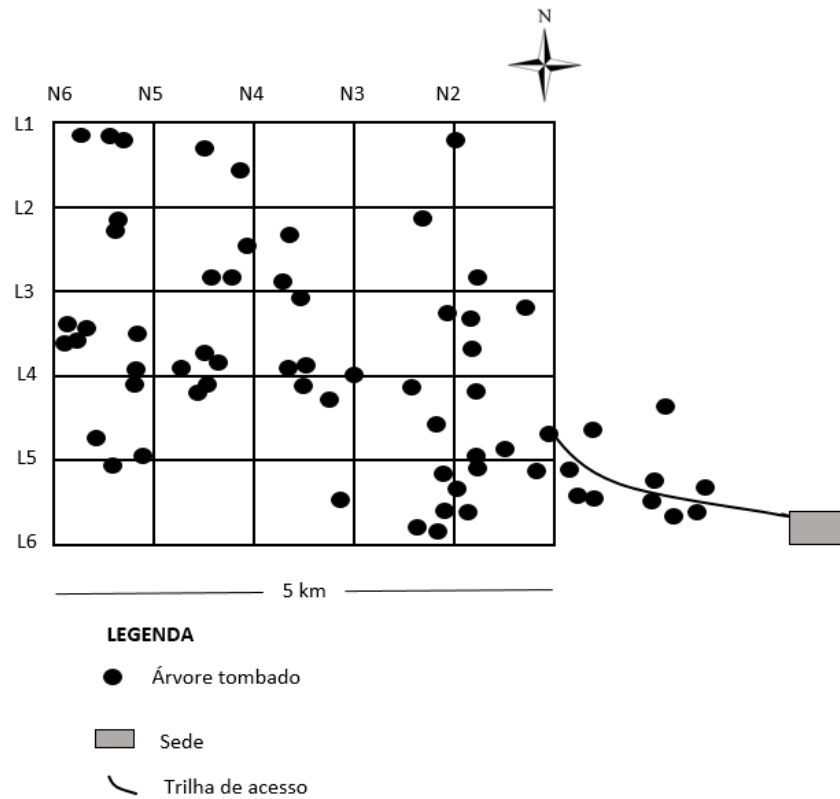 N
N6 N5 N4 N3 N2
L1
L2
L3
L4
L5
L6
5 km
LEGENDA
Árvore tombado
Sede
Trilha de acesso